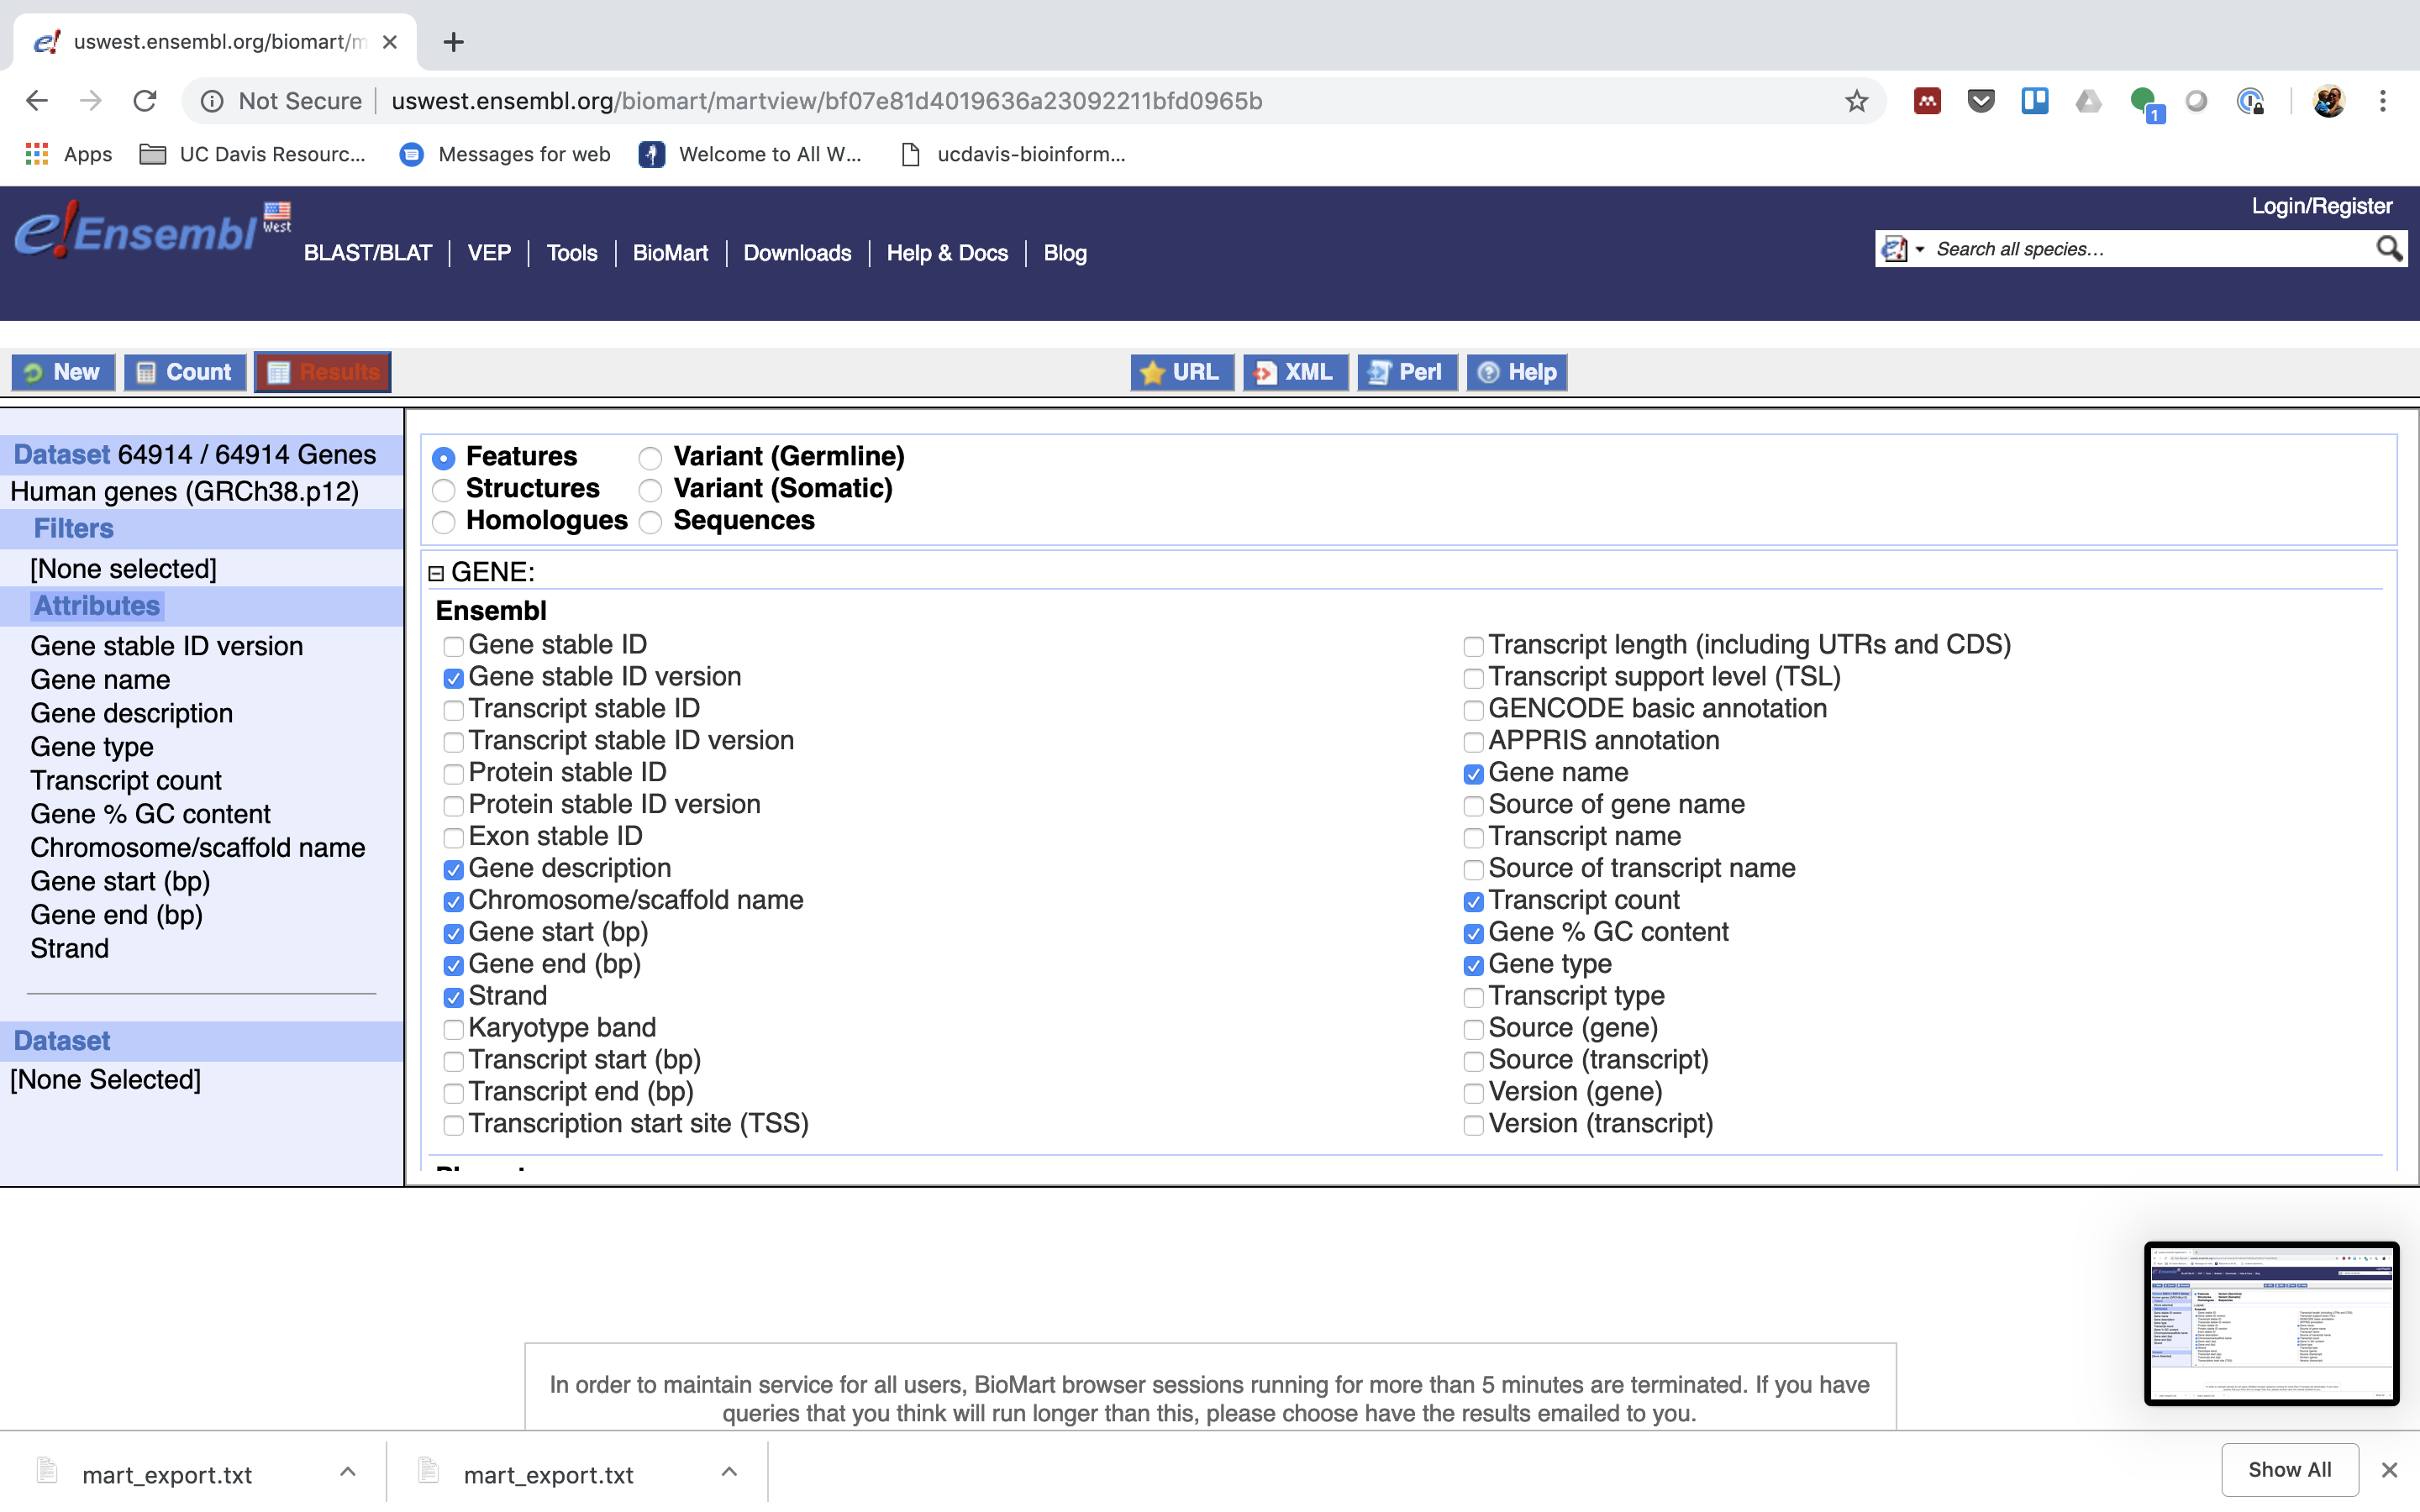 uswest.ensembl.org/biomart/m
Not Secure uswest.ensembl.org/biomart/martview/bf07e81d4019636a23092211bfd0965b
1
Apps UC Davis Resourc... Messages for web Welcome to All W... ucdavis-bioinform...
Login/Register
e!Ensembl West
BLAST/BLAT VEP Tools BioMart Downloads Help & Docs Blog
Search all species...
New Count Results URL XML Perl Help
Dataset 64914 / 64914 Genes
Human genes (GRCh38.p12)
Filters
[None selected]
Attributes
Gene stable ID version
Gene name
Gene description
Gene type
Transcript count
Gene % GC content
Chromosome/scaffold name
Gene start (bp)
Gene end (bp)
Strand
Dataset
[None Selected]
Features Variant (Germline)
Structures Variant (Somatic)
Homologues Sequences
GENE:
Ensembl
Gene stable ID
Gene stable ID version
Transcript stable ID
Transcript stable ID version
Protein stable ID
Protein stable ID version
Exon stable ID
Gene description
Chromosome/scaffold name
Gene start (bp)
Gene end (bp)
Strand
Karyotype band
Transcript start (bp)
Transcript end (bp)
Transcription start site (TSS)
Transcript length (including UTRs and CDS)
Transcript support level (TSL)
GENCODE basic annotation
APPRIS annotation
Gene name
Source of gene name
Transcript name
Source of transcript name
Transcript count
Gene % GC content
Gene type
Transcript type
Source (gene)
Source (transcript)
Version (gene)
Version (transcript)
In order to maintain service for all users, BioMart browser sessions running for more than 5 minutes are terminated. If you have
queries that you think will run longer than this, please choose have the results emailed to you.
mart_export.txt mart_export.txt Show All